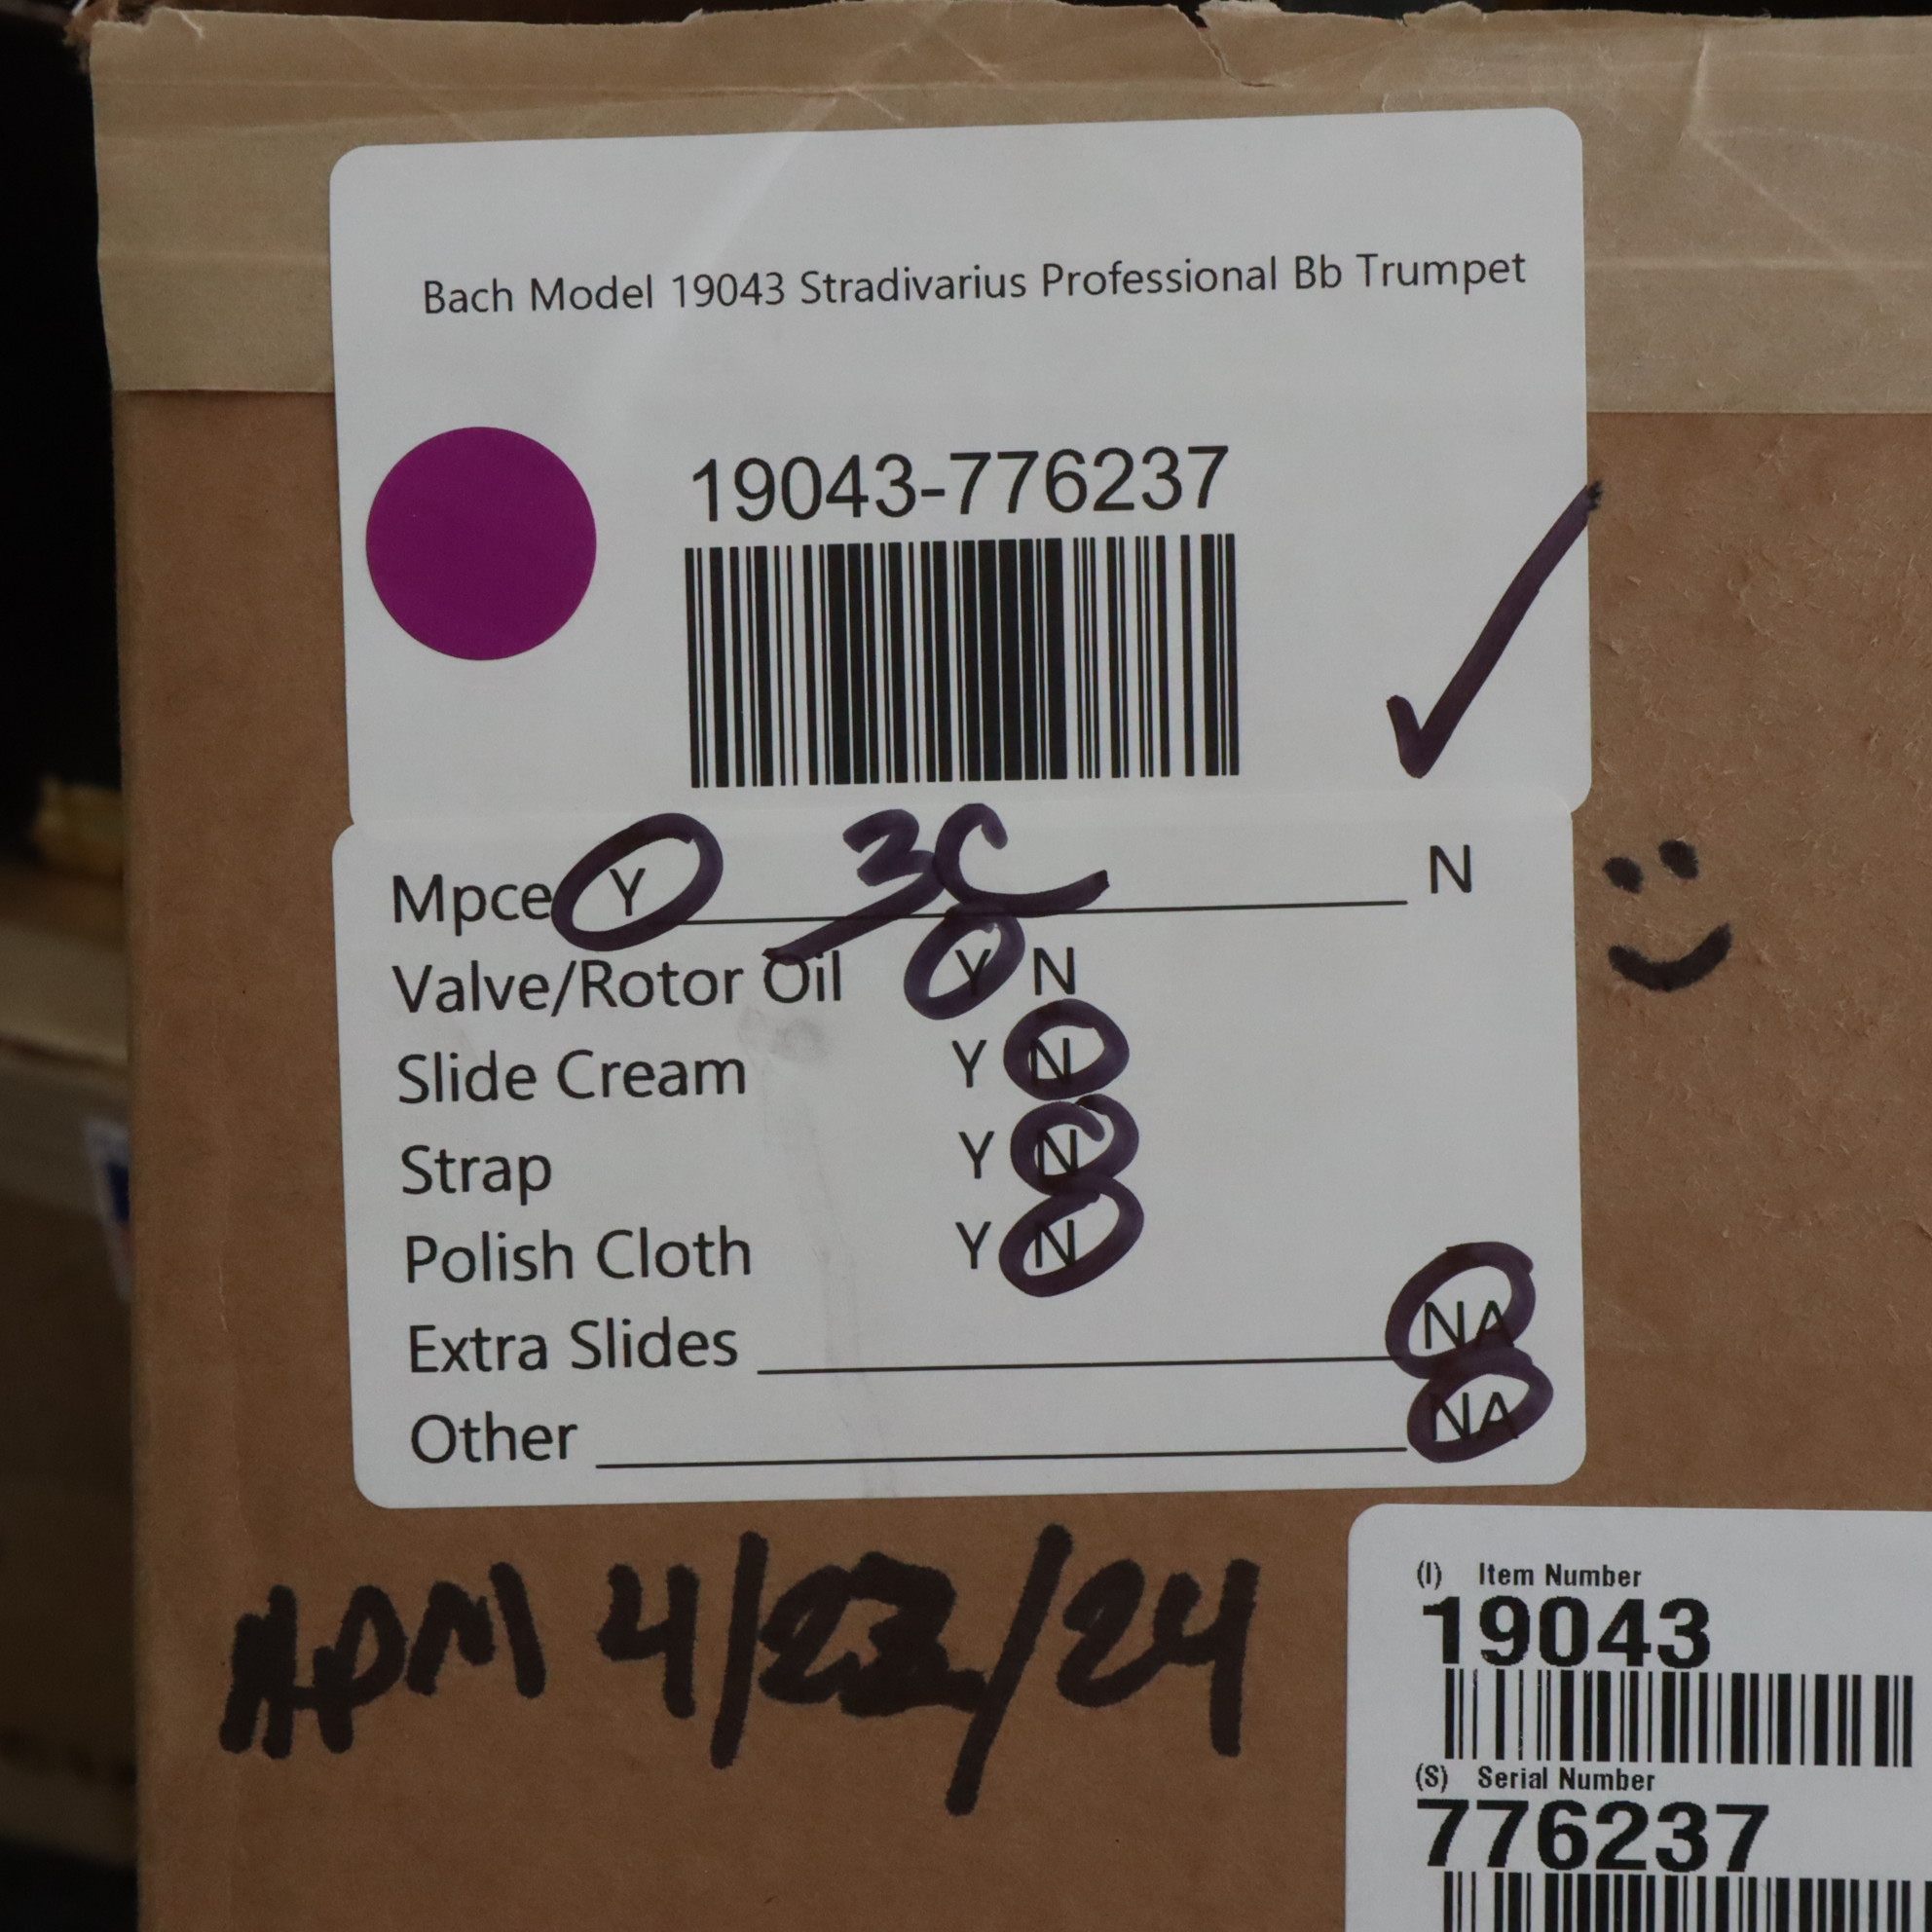 Bach Model 19043 Stradivarius Professional Bb Trumpet
19043-776237
Mpce Y 3C N
Valve/Rotor Oil Y N
Slide Cream Y N
Strap Y N
Polish Cloth Y N
Extra Slides NA
Other NA
APM 4/23/24
(I) Item Number
19043
(S) Serial Number
776237